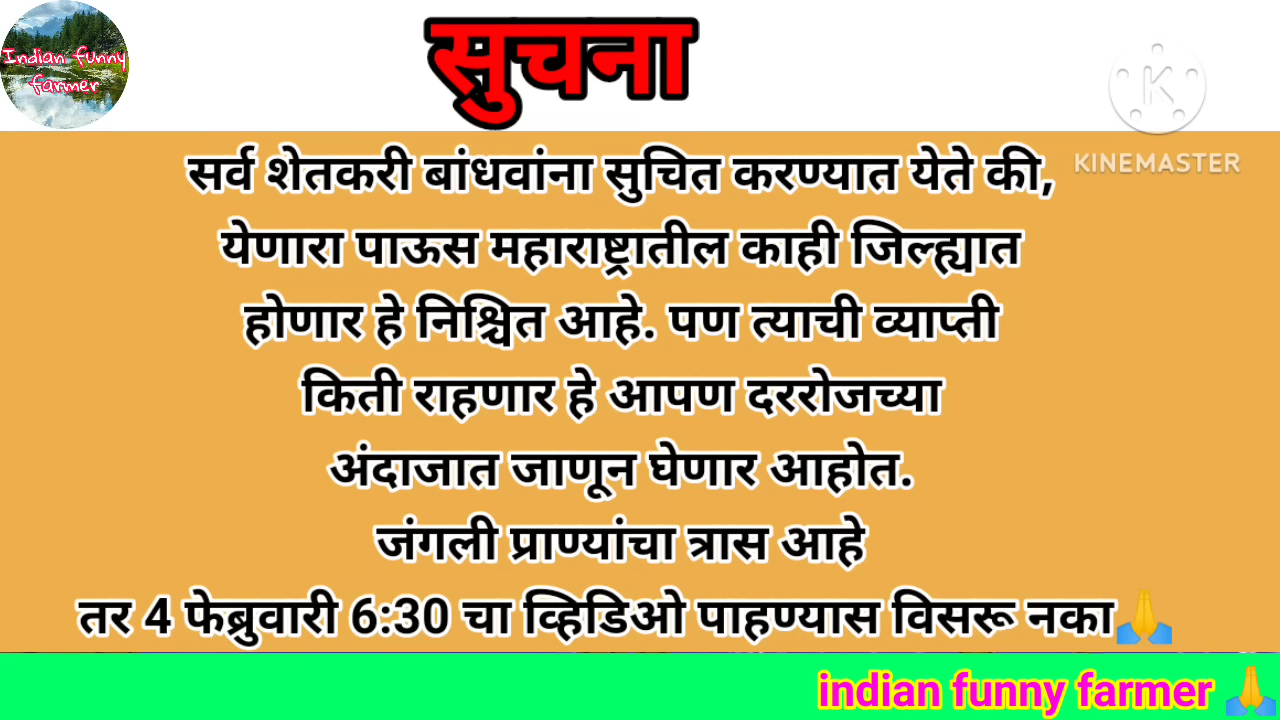 Indian funny
farmer
सुचना
K
KINEMASTER
सर्व शेतकरी बांधवांना सुचित करण्यात येते की,
येणारा पाऊस महाराष्ट्रातील काही जिल्ह्यात
होणार हे निश्चित आहे. पण त्याची व्याप्ती
किती राहणार हे आपण दररोजच्या
अंदाजात जाणून घेणार आहोत.
जंगली प्राण्यांचा त्रास आहे
तर 4 फेब्रुवारी 6:30 चा व्हिडिओ पाहण्यास विसरू नका🙏
indian funny farmer 🙏